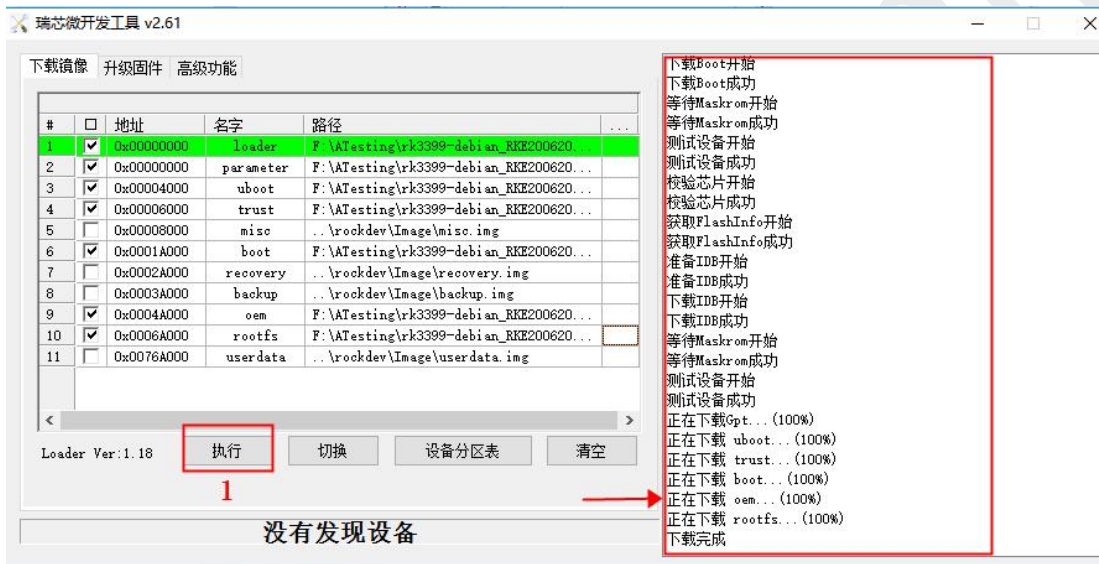 瑞芯微开发工具 v2.61
下载镜像 升级固件 高级功能
# 地址 名字 路径 ...
1 0x00000000 loader F:\ATesting\rk3399-debian_RKE200620...
2 0x00000000 parameter F:\ATesting\rk3399-debian_RKE200620...
3 0x00004000 uboot F:\ATesting\rk3399-debian_RKE200620...
4 0x00006000 trust F:\ATesting\rk3399-debian_RKE200620...
5 0x00008000 misc ..\rockdev\Image\misc.img
6 0x0001A000 boot F:\ATesting\rk3399-debian_RKE200620...
7 0x0002A000 recovery ..\rockdev\Image\recovery.img
8 0x0003A000 backup ..\rockdev\Image\backup.img
9 0x0004A000 oem F:\ATesting\rk3399-debian_RKE200620...
10 0x0006A000 rootfs F:\ATesting\rk3399-debian_RKE200620...
11 0x0076A000 userdata ..\rockdev\Image\userdata.img
Loader Ver:1.18 执行 切换 设备分区表 清空
1
没有发现设备
下载Boot开始
下载Boot成功
等待Maskrom开始
等待Maskrom成功
测试设备开始
测试设备成功
校验芯片开始
校验芯片成功
获取FlashInfo开始
获取FlashInfo成功
准备IDB开始
准备IDB成功
下载IDB开始
下载IDB成功
等待Maskrom开始
等待Maskrom成功
测试设备开始
测试设备成功
正在下载Gpt...(100%)
正在下载 uboot...(100%)
正在下载 trust...(100%)
正在下载 boot...(100%)
正在下载 oem...(100%)
正在下载 rootfs...(100%)
下载完成